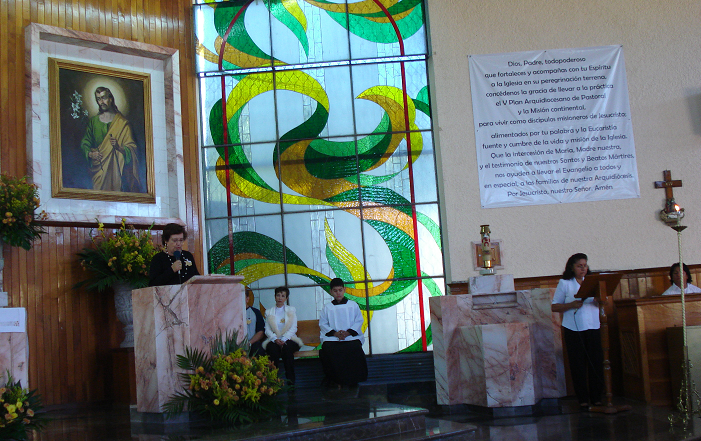 Dios, Padre, todopoderoso
que fortaleces y acompañas con tu Espíritu
a la Iglesia en su peregrinación terrena,
concédenos la gracia de llevar a la práctica
el V Plan Arquidiocesano de Pastoral
y la Misión continental,
para vivir como discípulos misioneros de Jesucristo,
alimentados por tu palabra y la Eucaristía
fuente y cumbre de la vida y misión de la Iglesia.
Que la intercesión de María, Madre nuestra,
y el testimonio de nuestros Santos y Beatos Mártires,
nos ayuden a llevar el Evangelio a todos y
en especial, a las familias de nuestra Arquidiócesis.
Por Jesucristo, nuestro Señor. Amén.